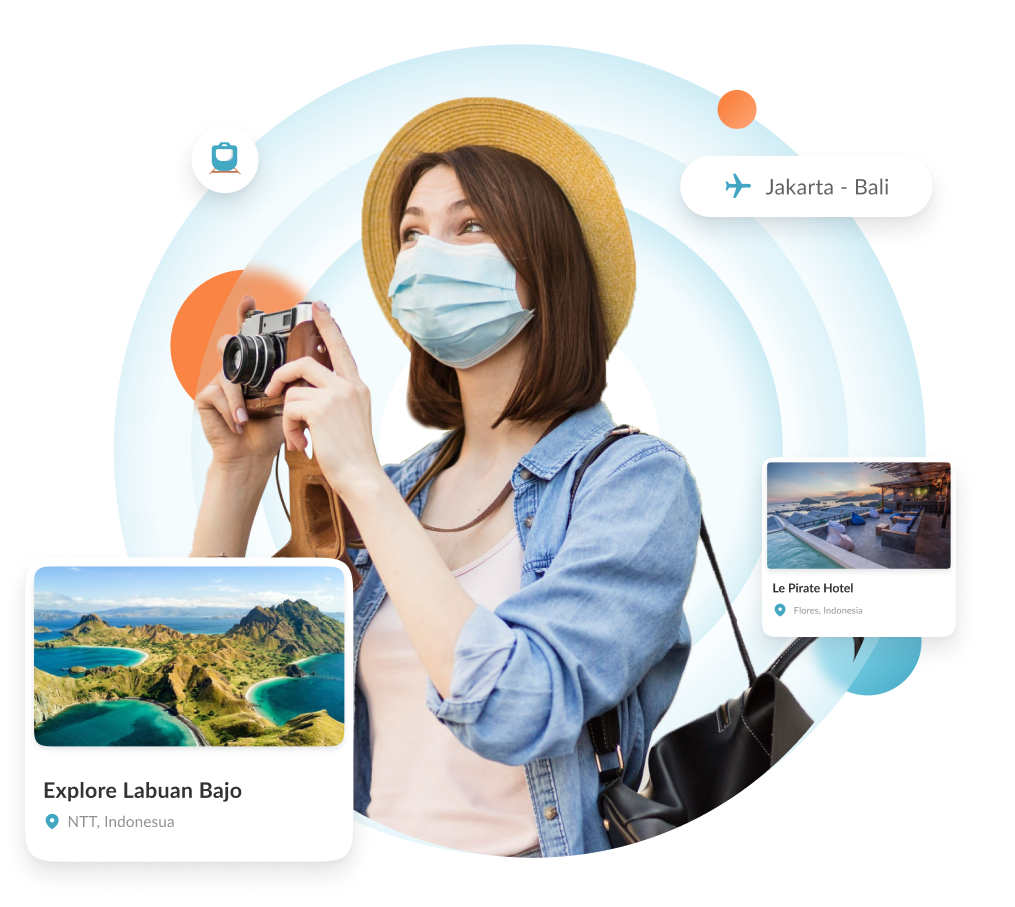 Jakarta - Bali
Le Pirate Hotel
Flores, Indonesia
Explore Labuan Bajo
NTT, Indonesua